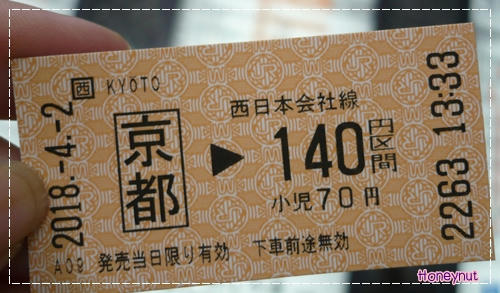 2018.-4.-2
西 KYOTO
京都
▶
西日本会社線
140円区間
小児70円
2263 13:33
A09 発売当日限り有効 下車前途無効
Honeynut